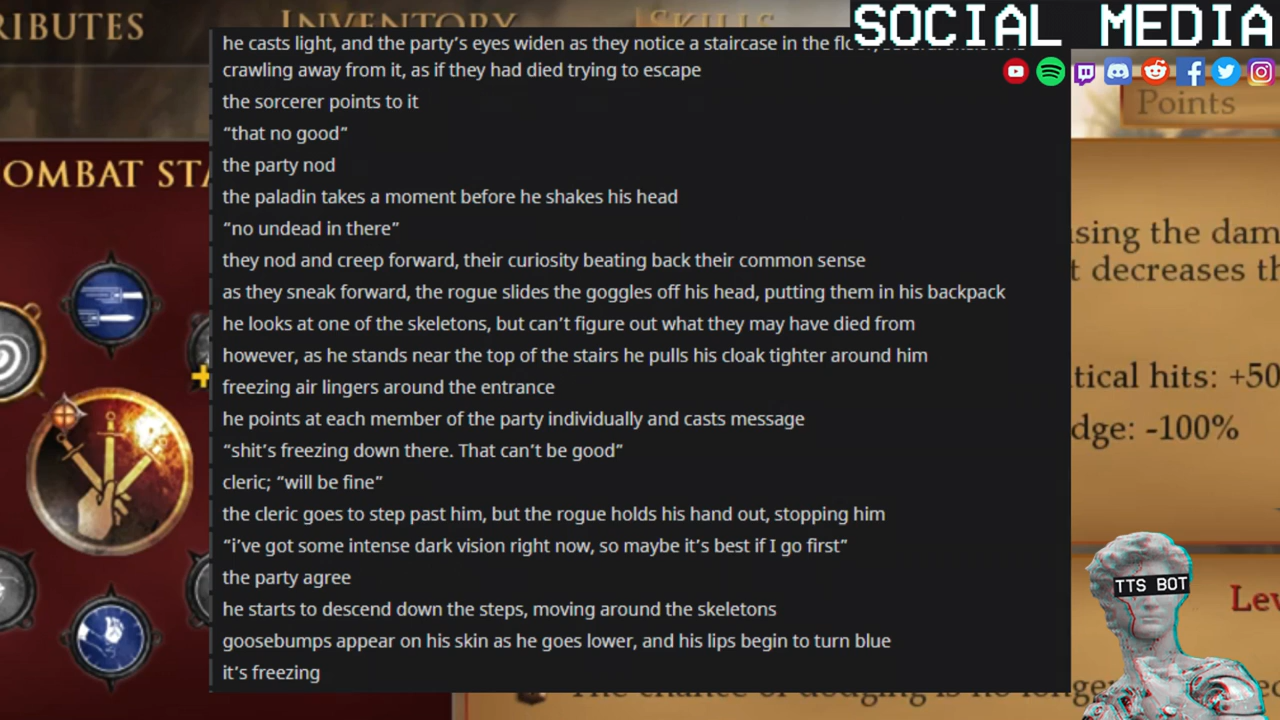 RIBUTES
INVENTORY
SKILLS
SOCIAL MEDIA
he casts light, and the party's eyes widen as they notice a staircase in the
crawling away from it, as if they had died trying to escape
Points
the sorcerer points to it
“that no good”
OMBAT STA
the party nod
the paladin takes a moment before he shakes his head
“no undead in there”
sing the dam
they nod and creep forward, their curiosity beating back their common sense
t decreases th
as they sneak forward, the rogue slides the goggles off his head, putting them in his backpack
he looks at one of the skeletons, but can't figure out what they may have died from
however, as he stands near the top of the stairs he pulls his cloak tighter around him
tical hits: +50
freezing air lingers around the entrance
he points at each member of the party individually and casts message
dge: -100%
“shit's freezing down there. That can't be good”
cleric; “will be fine”
the cleric goes to step past him, but the rogue holds his hand out, stopping him
“i've got some intense dark vision right now, so maybe it's best if I go first”
the party agree
TTS BOT
Lev
he starts to descend down the steps, moving around the skeletons
goosebumps appear on his skin as he goes lower, and his lips begin to turn blue
it's freezing
The chance of dodging is no longe